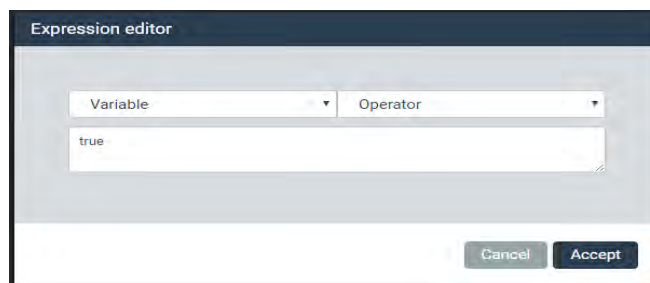 Expression editor
Variable Operator
true
Cancel Accept